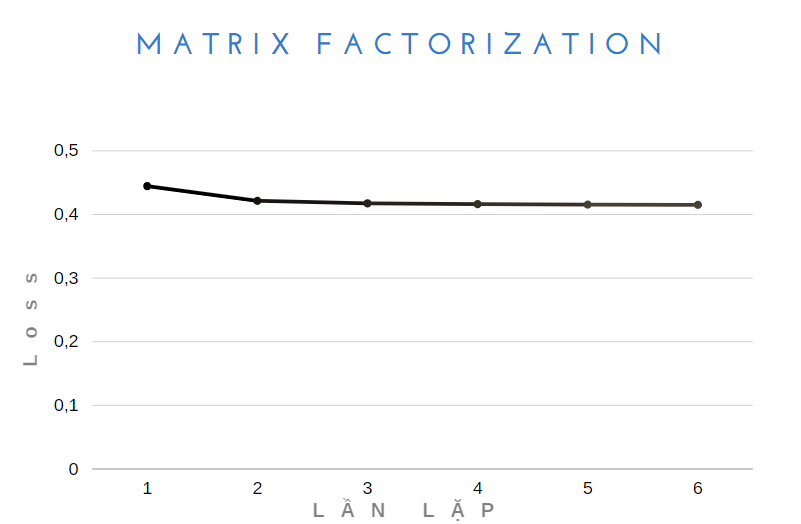 MATRIX FACTORIZATION
0,5
0,4
0,3
0,2
0,1
0
Loss
1 2 3 4 5 6
LẦN LẶP